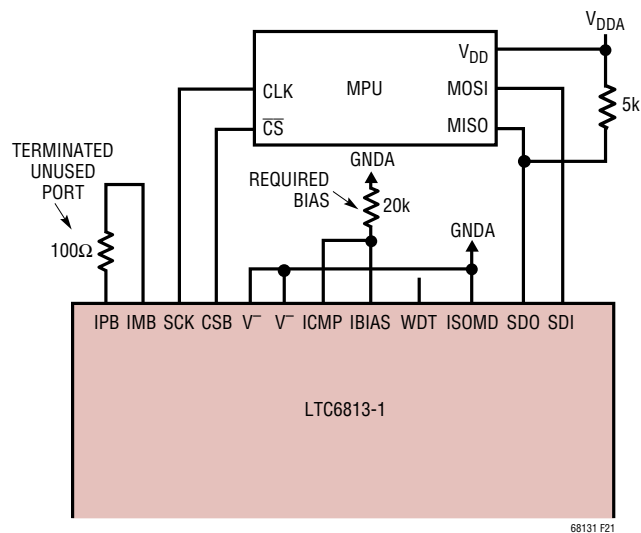 VDDA
VDD
MPU
CLK
MOSI
CS
MISO
5k
TERMINATED
UNUSED
PORT
100Ω
REQUIRED
BIAS
GNDA
20k
GNDA
IPB IMB SCK CSB V– V– ICMP IBIAS WDT ISOMD SDO SDI
LTC6813-1
68131 F21